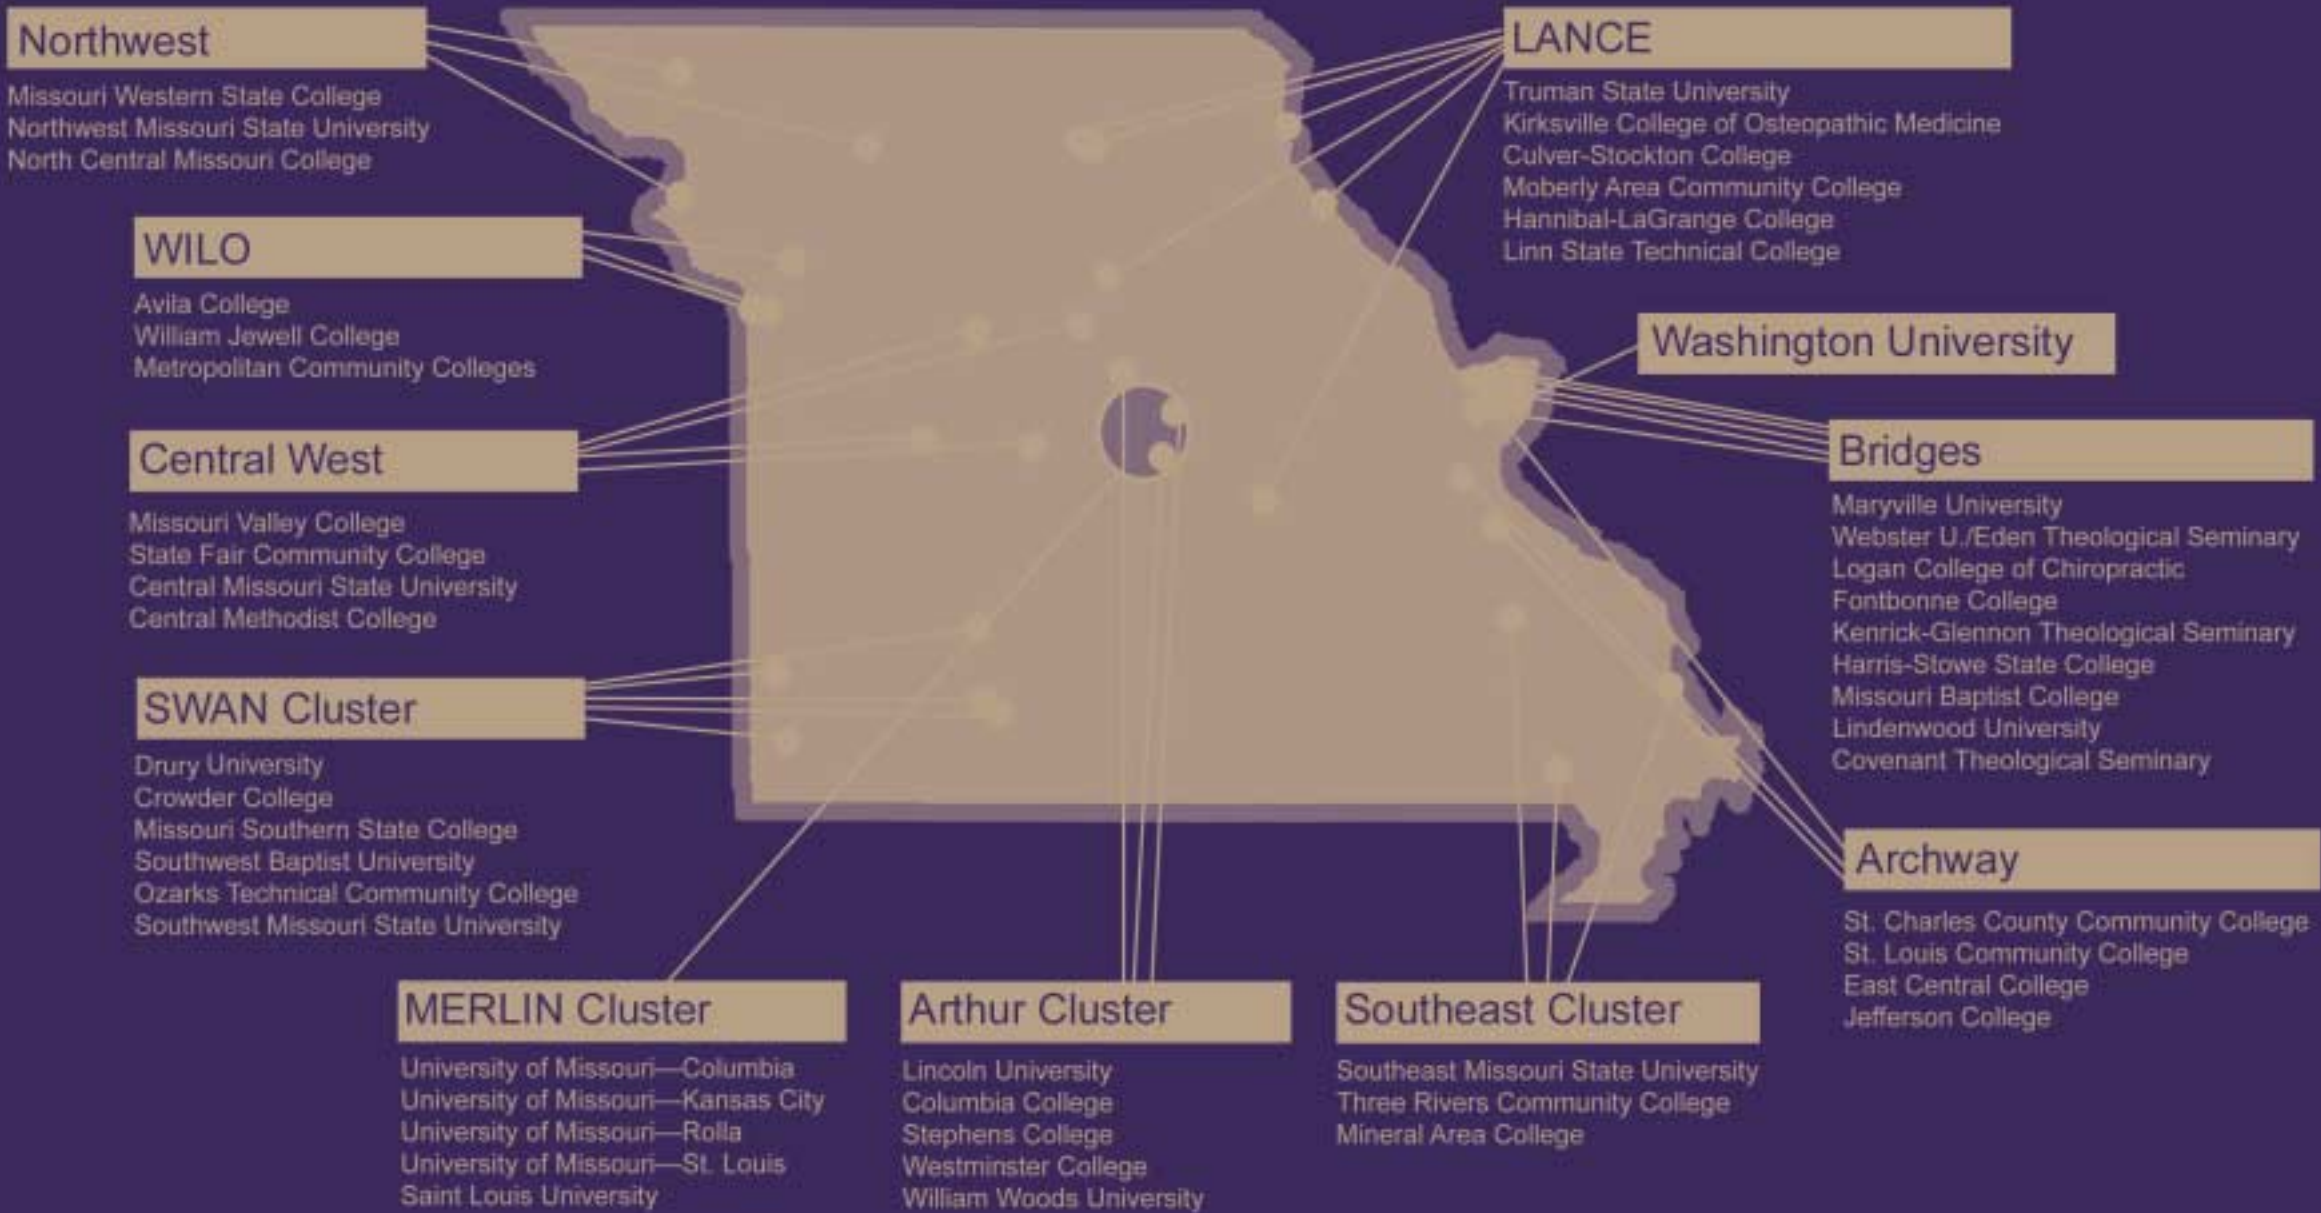 Northwest
Missouri Western State College
Northwest Missouri State University
North Central Missouri College
WILO
Avila College
William Jewell College
Metropolitan Community Colleges
Central West
Missouri Valley College
State Fair Community College
Central Missouri State University
Central Methodist College
SWAN Cluster
Drury University
Crowder College
Missouri Southern State College
Southwest Baptist University
Ozarks Technical Community College
Southwest Missouri State University
MERLIN Cluster
University of Missouri—Columbia
University of Missouri—Kansas City
University of Missouri—Rolla
University of Missouri—St. Louis
Saint Louis University
Arthur Cluster
Lincoln University
Columbia College
Stephens College
Westminster College
William Woods University
Southeast Cluster
Southeast Missouri State University
Three Rivers Community College
Mineral Area College
LANCE
Truman State University
Kirksville College of Osteopathic Medicine
Culver-Stockton College
Moberly Area Community College
Hannibal-LaGrange College
Linn State Technical College
Washington University
Bridges
Maryville University
Webster U./Eden Theological Seminary
Logan College of Chiropractic
Fontbonne College
Kenrick-Glennon Theological Seminary
Harris-Stowe State College
Missouri Baptist College
Lindenwood University
Covenant Theological Seminary
Archway
St. Charles County Community College
St. Louis Community College
East Central College
Jefferson College